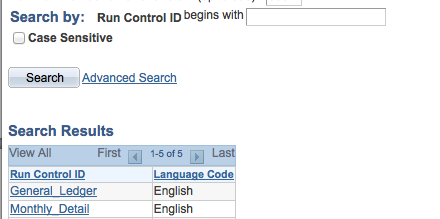 Search by: Run Control ID begins with
Case Sensitive
Search Advanced Search
Search Results
View All First 1-5 of 5 Last
Run Control ID Language Code
General_Ledger English
Monthly_Detail English